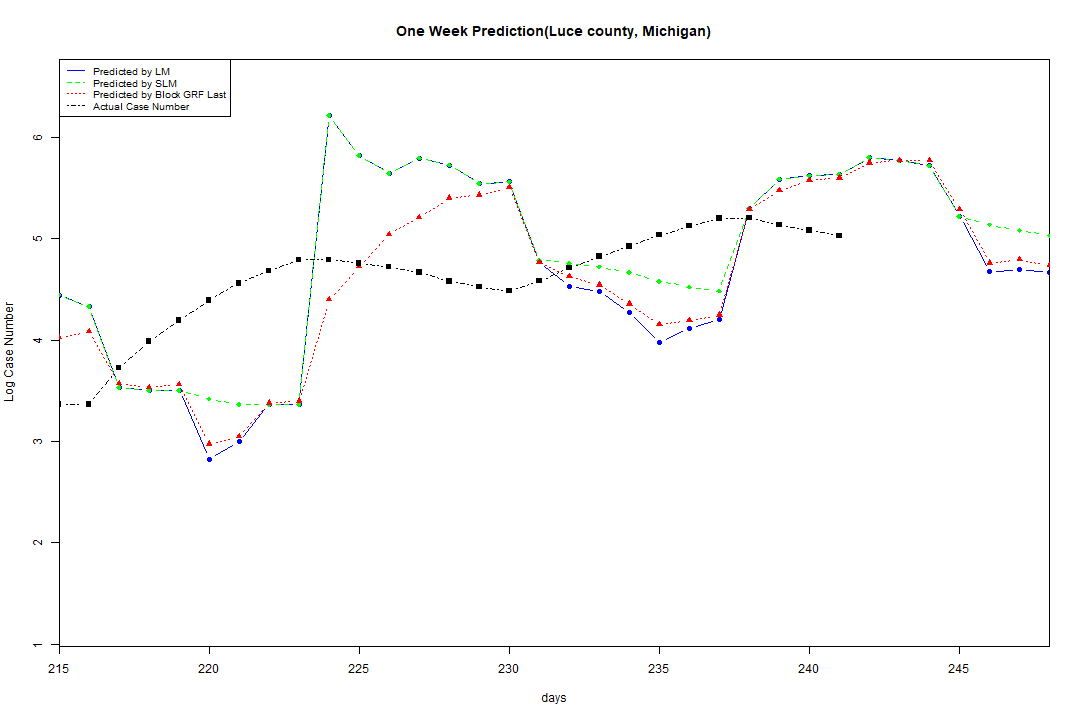 One Week Prediction(Luce county, Michigan)
Predicted by LM
Predicted by SLM
Predicted by Block GRF Last
Actual Case Number
Log Case Number
6
5
4
3
2
1
215 220 225 230 235 240 245
days